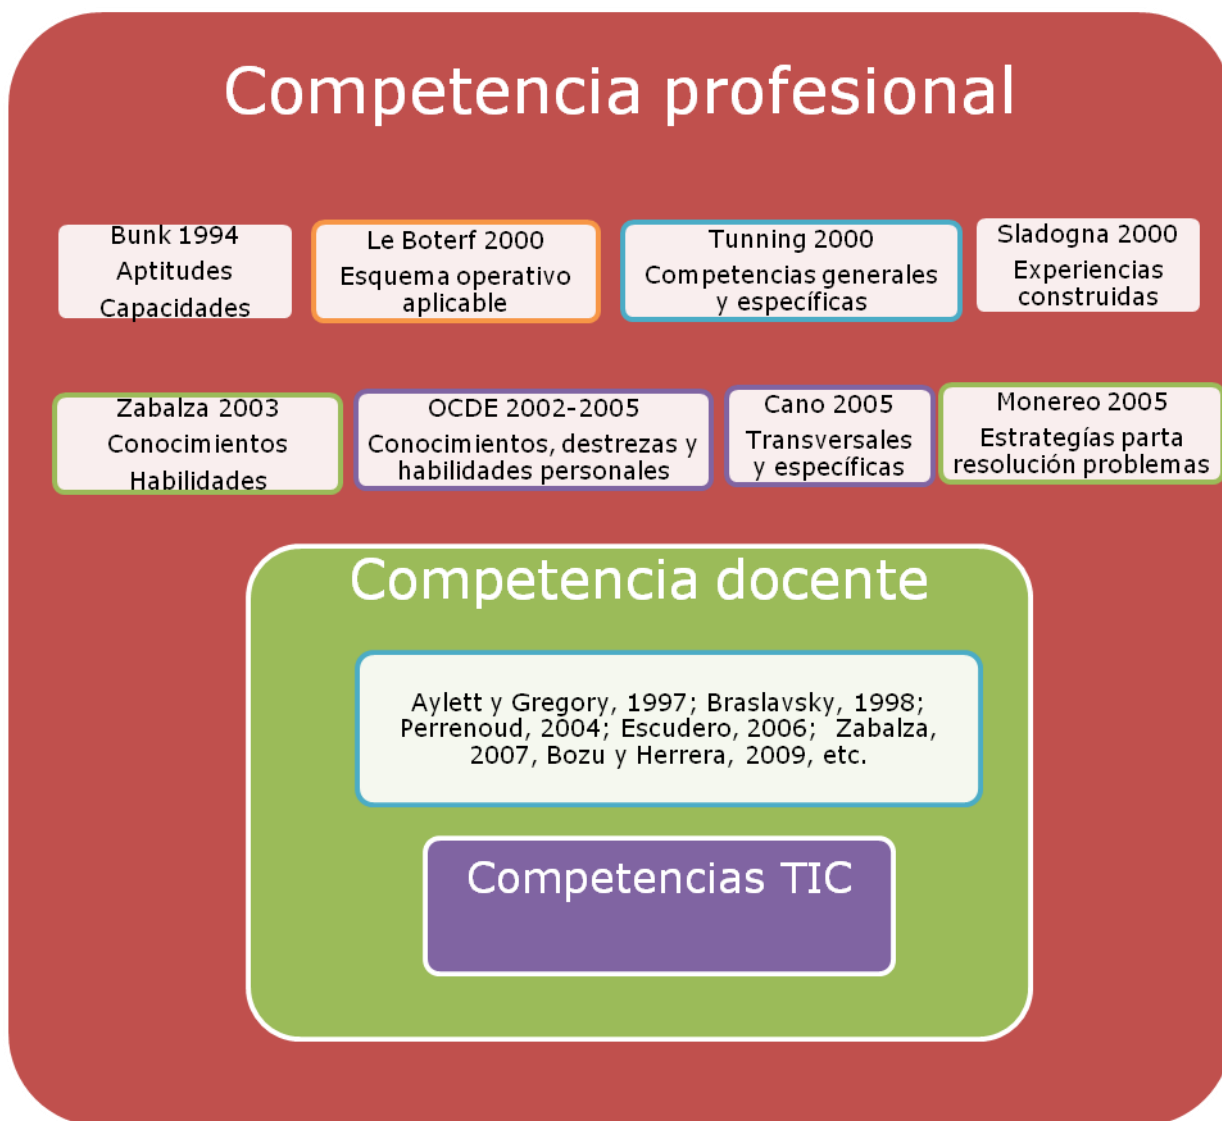 Competencia profesional
Bunk 1994
Aptitudes
Capacidades
Le Boterf 2000
Esquema operativo
aplicable
Tunning 2000
Competencias generales
y específicas
Sladogna 2000
Experiencias
construidas
Zabalza 2003
Conocimientos
Habilidades
OCDE 2002-2005
Conocimientos, destrezas y
habilidades personales
Cano 2005
Transversales
y específicas
Monereo 2005
Estrategías parta
resolución problemas
Competencia docente
Aylett y Gregory, 1997; Braslavsky, 1998;
Perrenoud, 2004; Escudero, 2006;  Zabalza,
2007, Bozu y Herrera, 2009, etc.
Competencias TIC